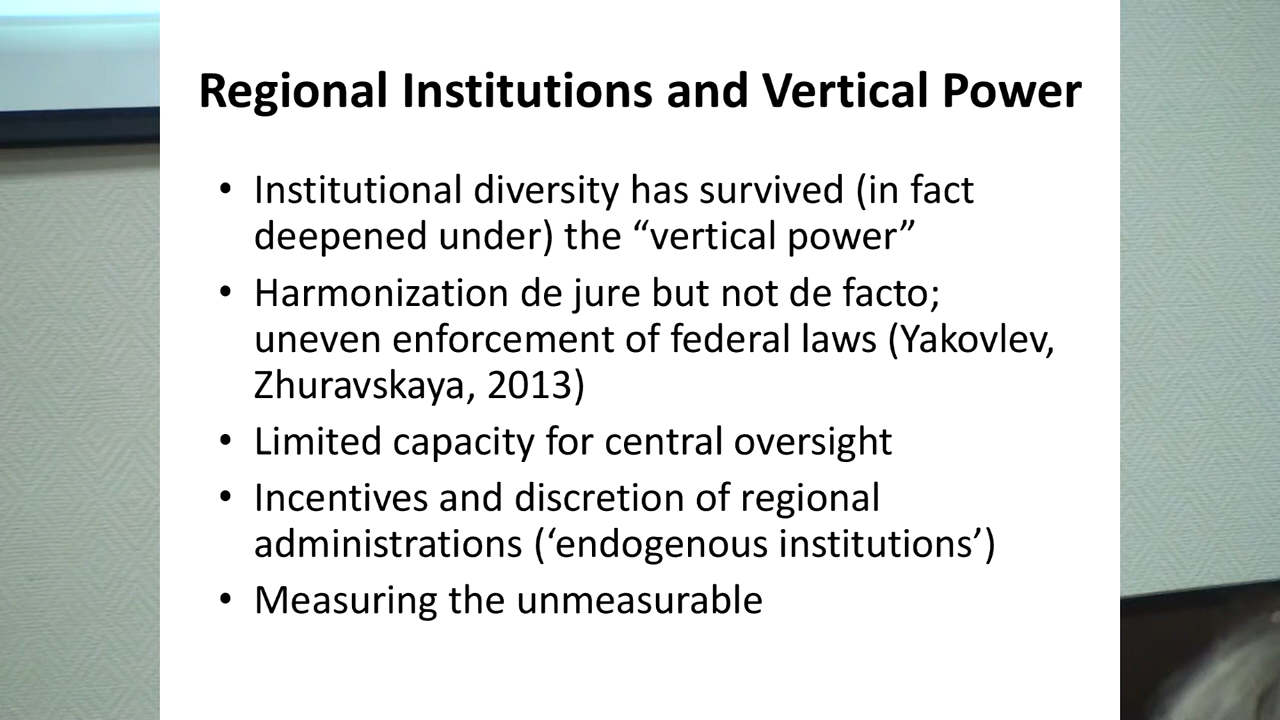 Regional Institutions and Vertical Power
• Institutional diversity has survived (in fact
deepened under) the “vertical power”
• Harmonization de jure but not de facto;
uneven enforcement of federal laws (Yakovlev,
Zhuravskaya, 2013)
• Limited capacity for central oversight
• Incentives and discretion of regional
administrations (‘endogenous institutions’)
• Measuring the unmeasurable